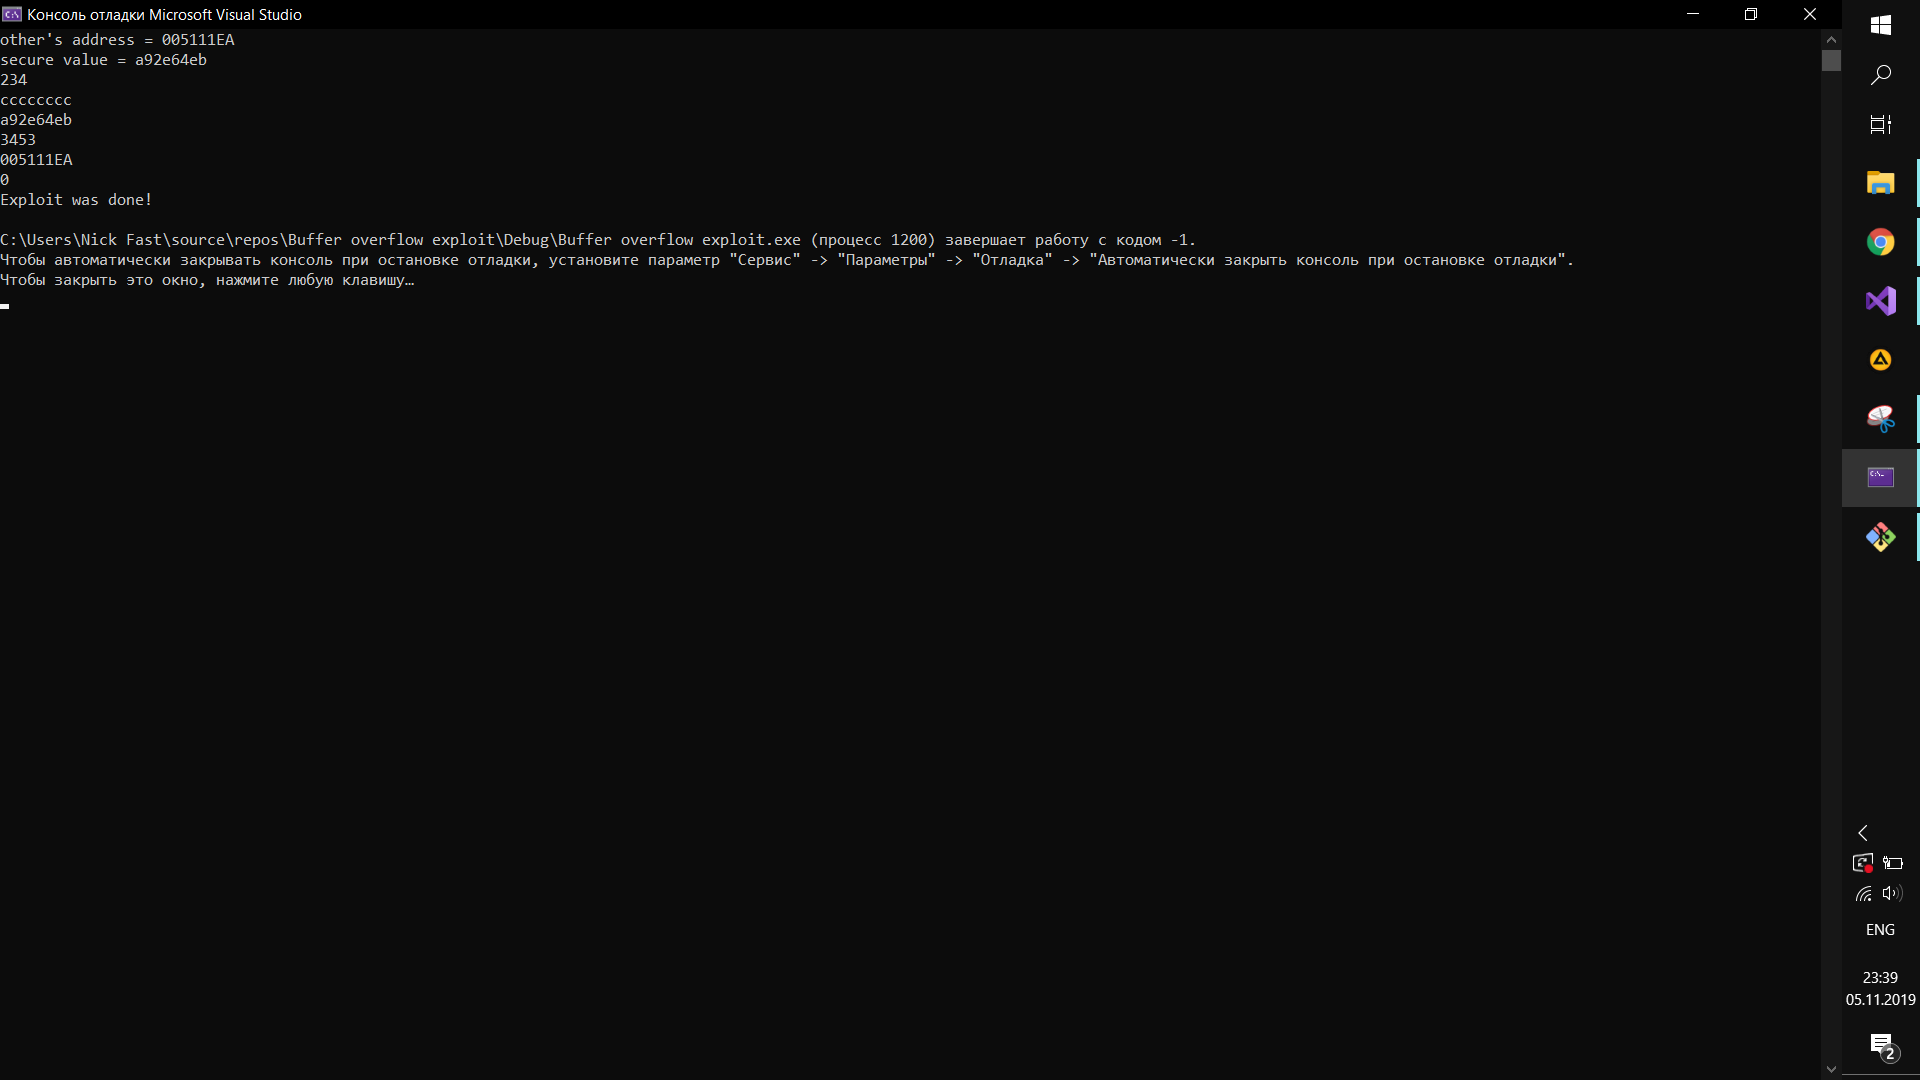 Консоль отладки Microsoft Visual Studio
other's address = 005111EA
secure value = a92e64eb
234
cccccccc
a92e64eb
3453
005111EA
0
Exploit was done!
C:\Users\Nick Fast\source\repos\Buffer overflow exploit\Debug\Buffer overflow exploit.exe (процесс 1200) завершает работу с кодом -1.
Чтобы автоматически закрывать консоль при остановке отладки, установите параметр "Сервис" -> "Параметры" -> "Отладка" -> "Автоматически закрыть консоль при остановке отладки".
Чтобы закрыть это окно, нажмите любую клавишу…
ENG
23:39
05.11.2019
2